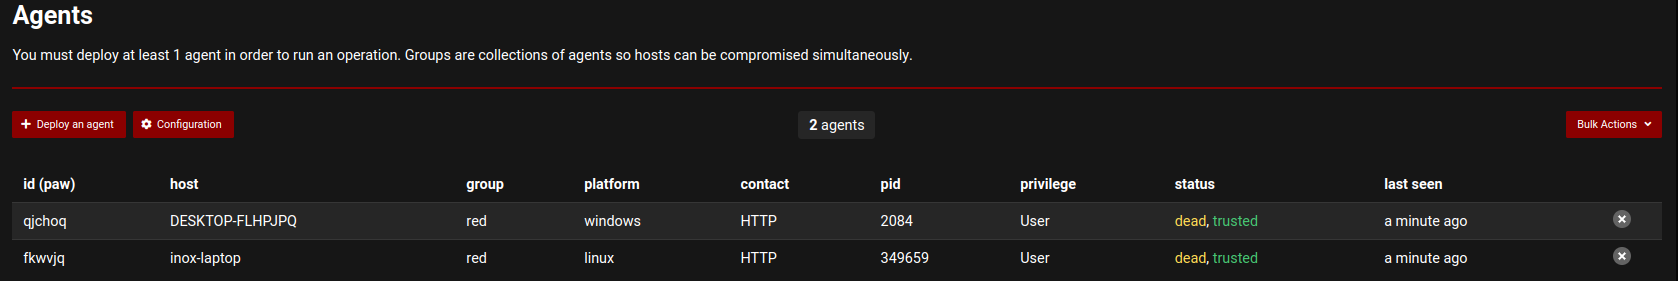 Agents
You must deploy at least 1 agent in order to run an operation. Groups are collections of agents so hosts can be compromised simultaneously.
Deploy an agent Configuration 2 agents Bulk Actions
id (paw) host group platform contact pid privilege status last seen
qjchoq DESKTOP-FLHPJPQ red windows HTTP 2084 User dead, trusted a minute ago
fkwvjq inox-laptop red linux HTTP 349659 User dead, trusted a minute ago